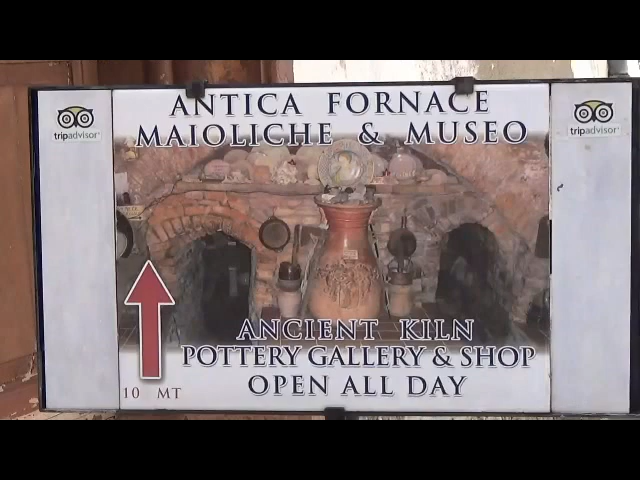 ANTICA FORNACE
MAIOLICHE & MUSEO
tripadvisor
tripadvisor
ANCIENT KILN
POTTERY GALLERY & SHOP
OPEN ALL DAY
10 MT